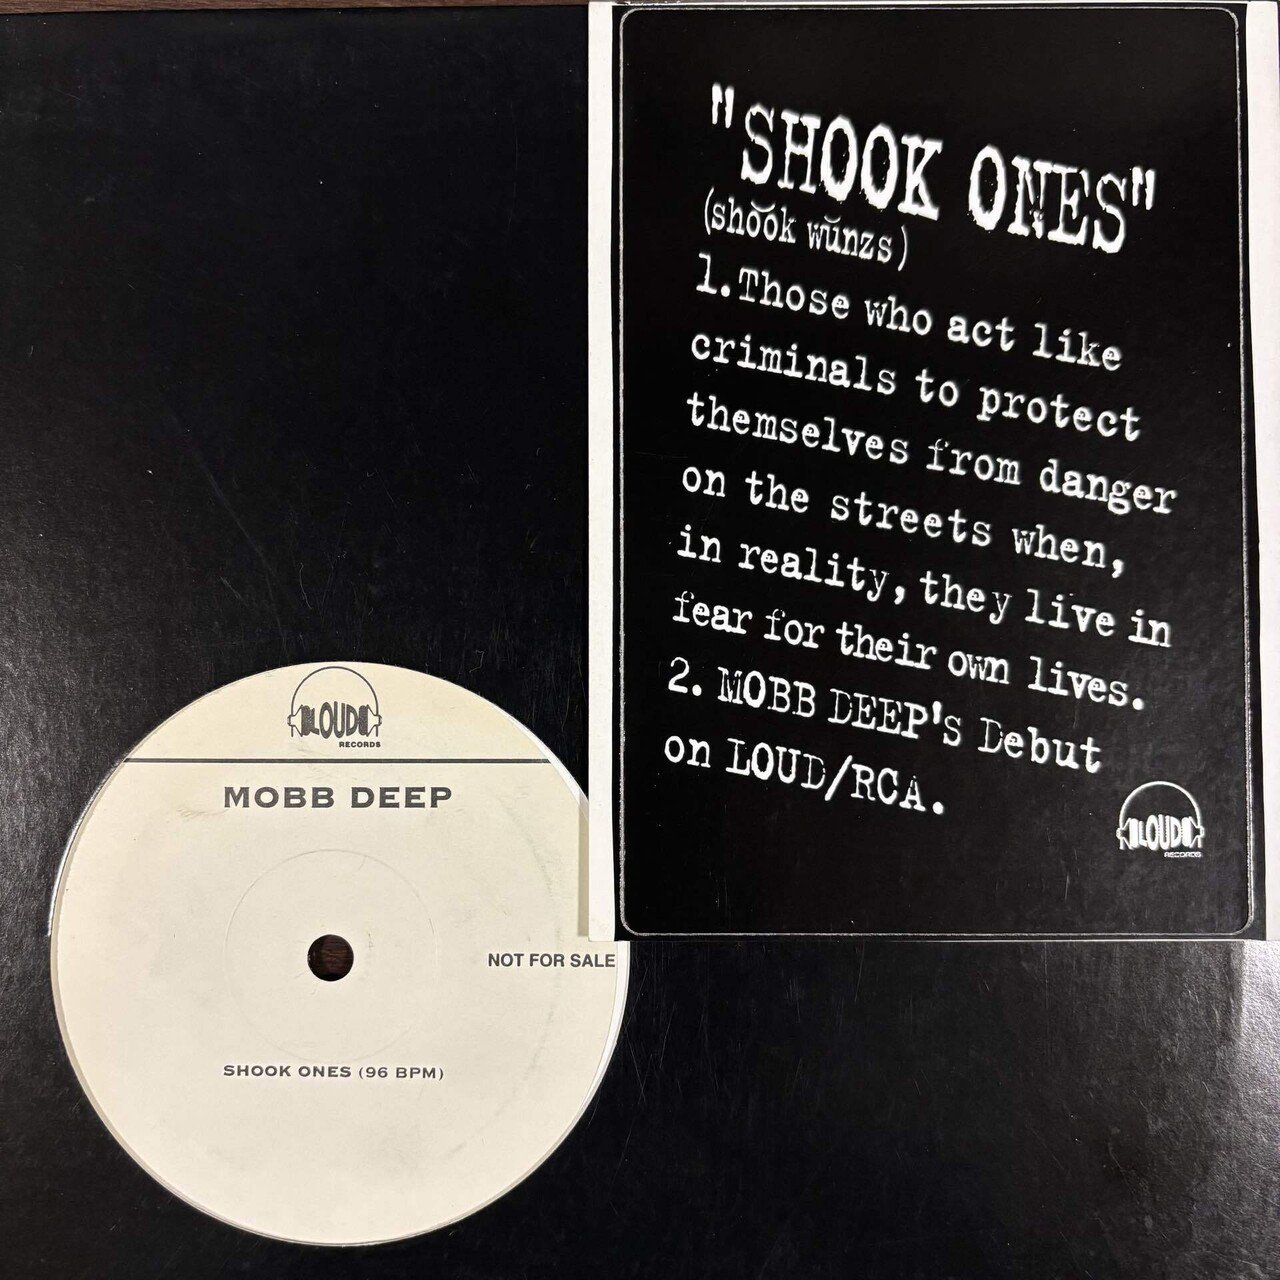 "SHOOK ONES"
(sho͝ok wŭnzs)
1. Those who act like
criminals to protect
themselves from danger
on the streets when,
in reality, they live in
fear for their own lives.
2. MOBB DEEP'S Debut
on LOUD/RCA.
LOUD
RECORDS
LOUD
RECORDS
MOBB DEEP
NOT FOR SALE
SHOOK ONES (96 BPM)